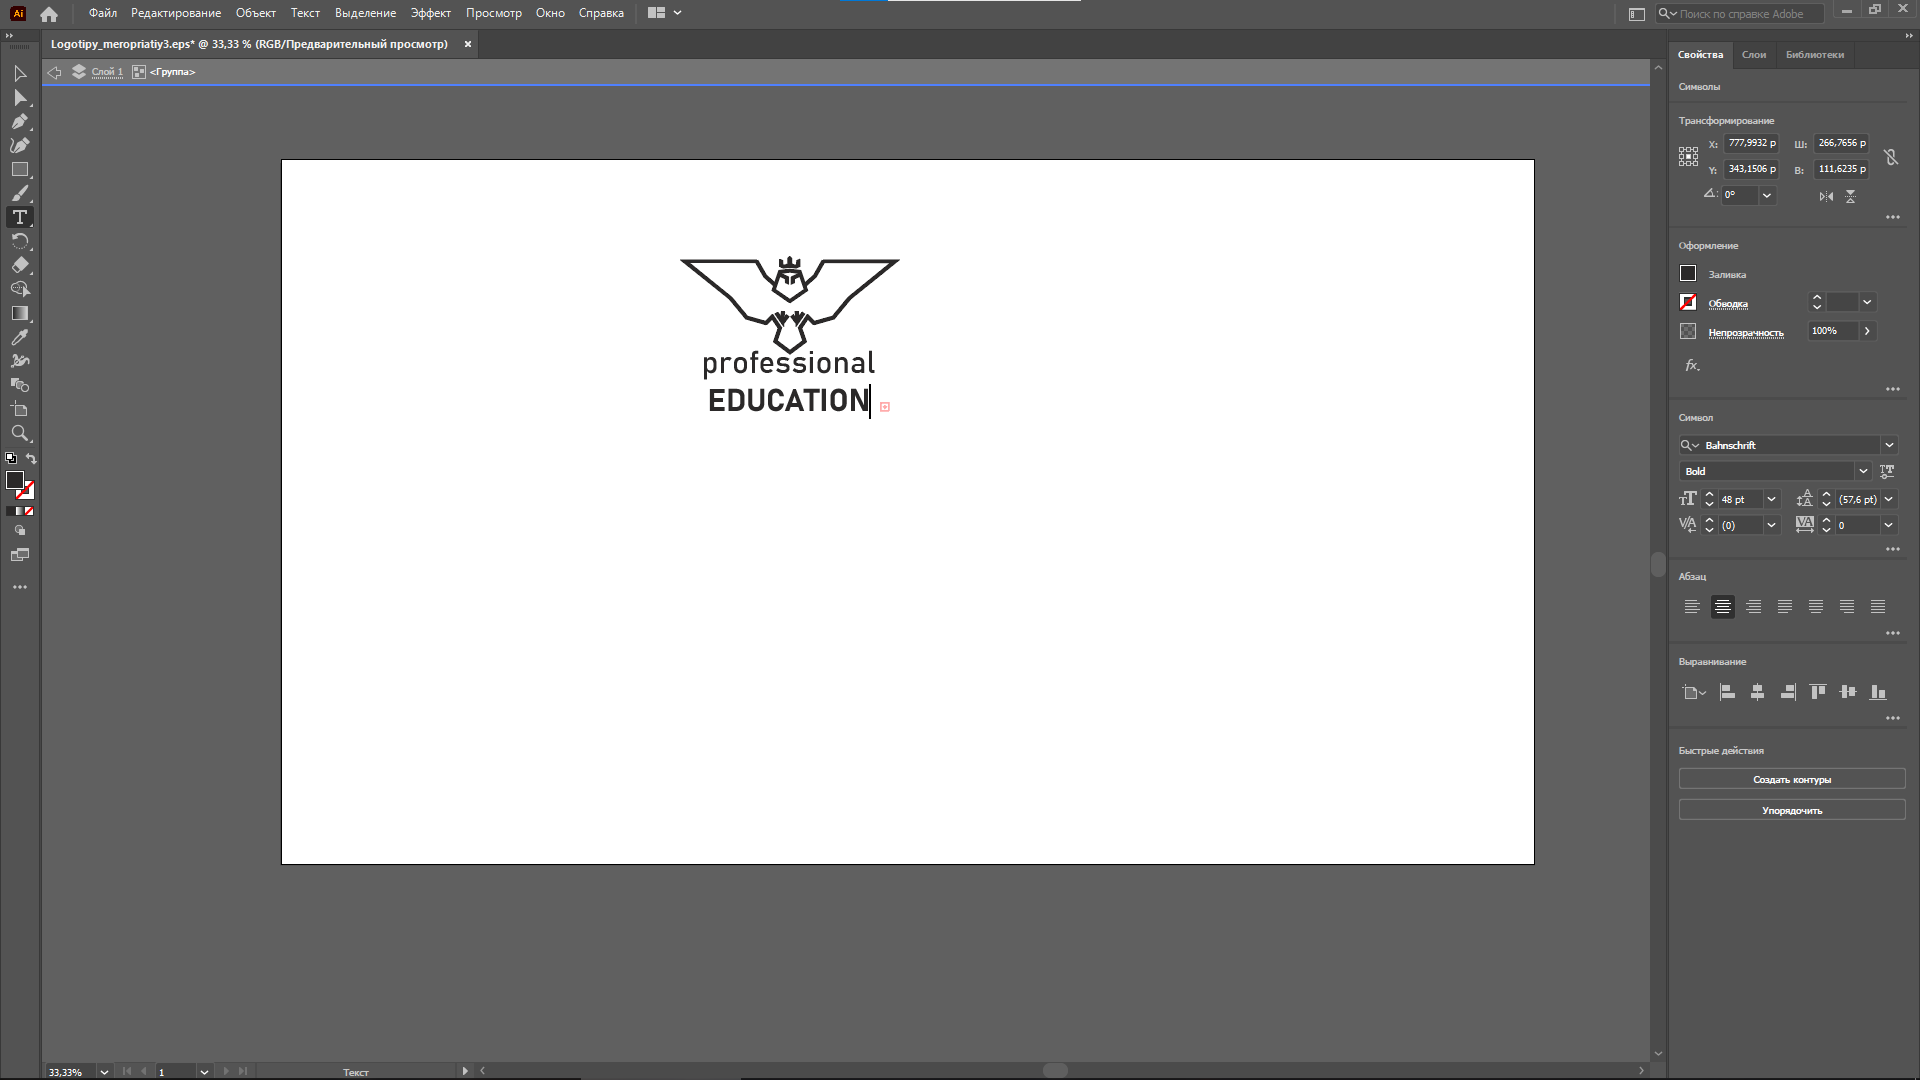 Ai Файл Редактирование Объект Текст Выделение Эффект Просмотр Окно Справка Поиск по справке Adobe
Logotipy_meropriatiy3.eps* @ 33,33 % (RGB/Предварительный просмотр) ×
Слой 1 <Группа>
professional
EDUCATION
Свойства Слои Библиотеки
Символы
Трансформирование
X: 777,9932 p Ш: 266,7656 p
Y: 343,1506 p В: 111,6235 p
0°
Оформление
Заливка
Обводка
Непрозрачность 100%
fx.
Символ
Bahnschrift
Bold
48 pt (57,6 pt)
(0) 0
Абзац
Выравнивание
Быстрые действия
Создать контуры
Упорядочить
33,33% 1 Текст